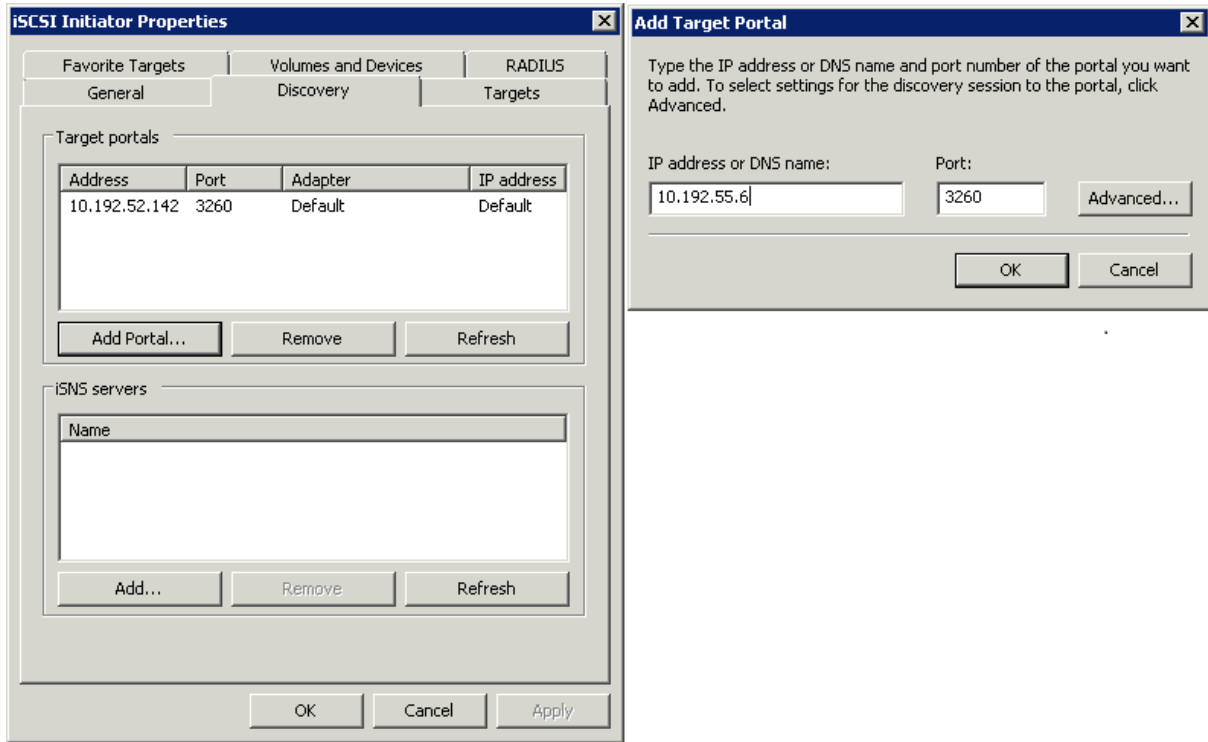 iSCSI Initiator Properties
Favorite Targets Volumes and Devices RADIUS
General Discovery Targets
Target portals
Address Port Adapter IP address
10.192.52.142 3260 Default Default
Add Portal... Remove Refresh
iSNS servers
Name
Add... Remove Refresh
OK Cancel Apply
Add Target Portal
Type the IP address or DNS name and port number of the portal you want
to add. To select settings for the discovery session to the portal, click
Advanced.
IP address or DNS name: Port:
10.192.55.6 3260 Advanced...
OK Cancel